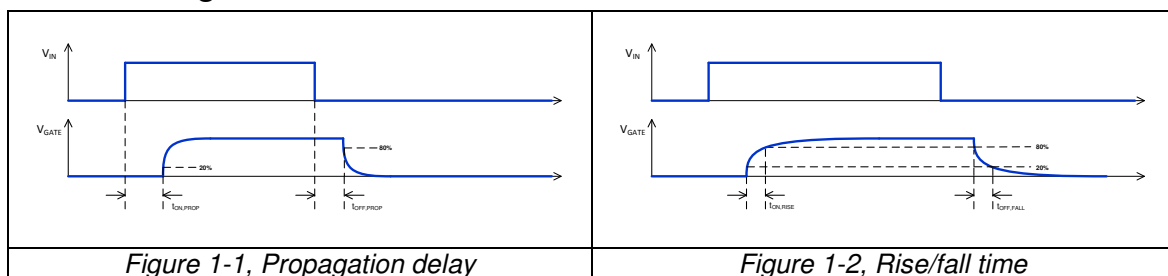 V_IN
V_GATE
20%
80%
t_ON,PROP
t_OFF,PROP
Figure 1-1, Propagation delay
V_IN
V_GATE
80%
20%
t_ON,RISE
t_OFF,FALL
Figure 1-2, Rise/fall time